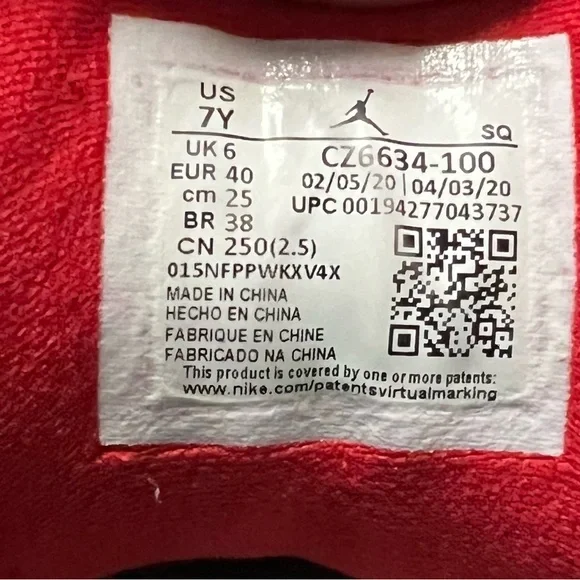 US
7Y
SQ
UK 6
CZ6634-100
EUR 40
02/05/20 | 04/03/20
cm 25
UPC 00194277043737
BR 38
CN 250(2.5)
015NFPPWKXV4X
MADE IN CHINA
HECHO EN CHINA
FABRIQUE EN CHINE
FABRICADO NA CHINA
This product is covered by one or more patents:
www.nike.com/patentsvirtualmarking